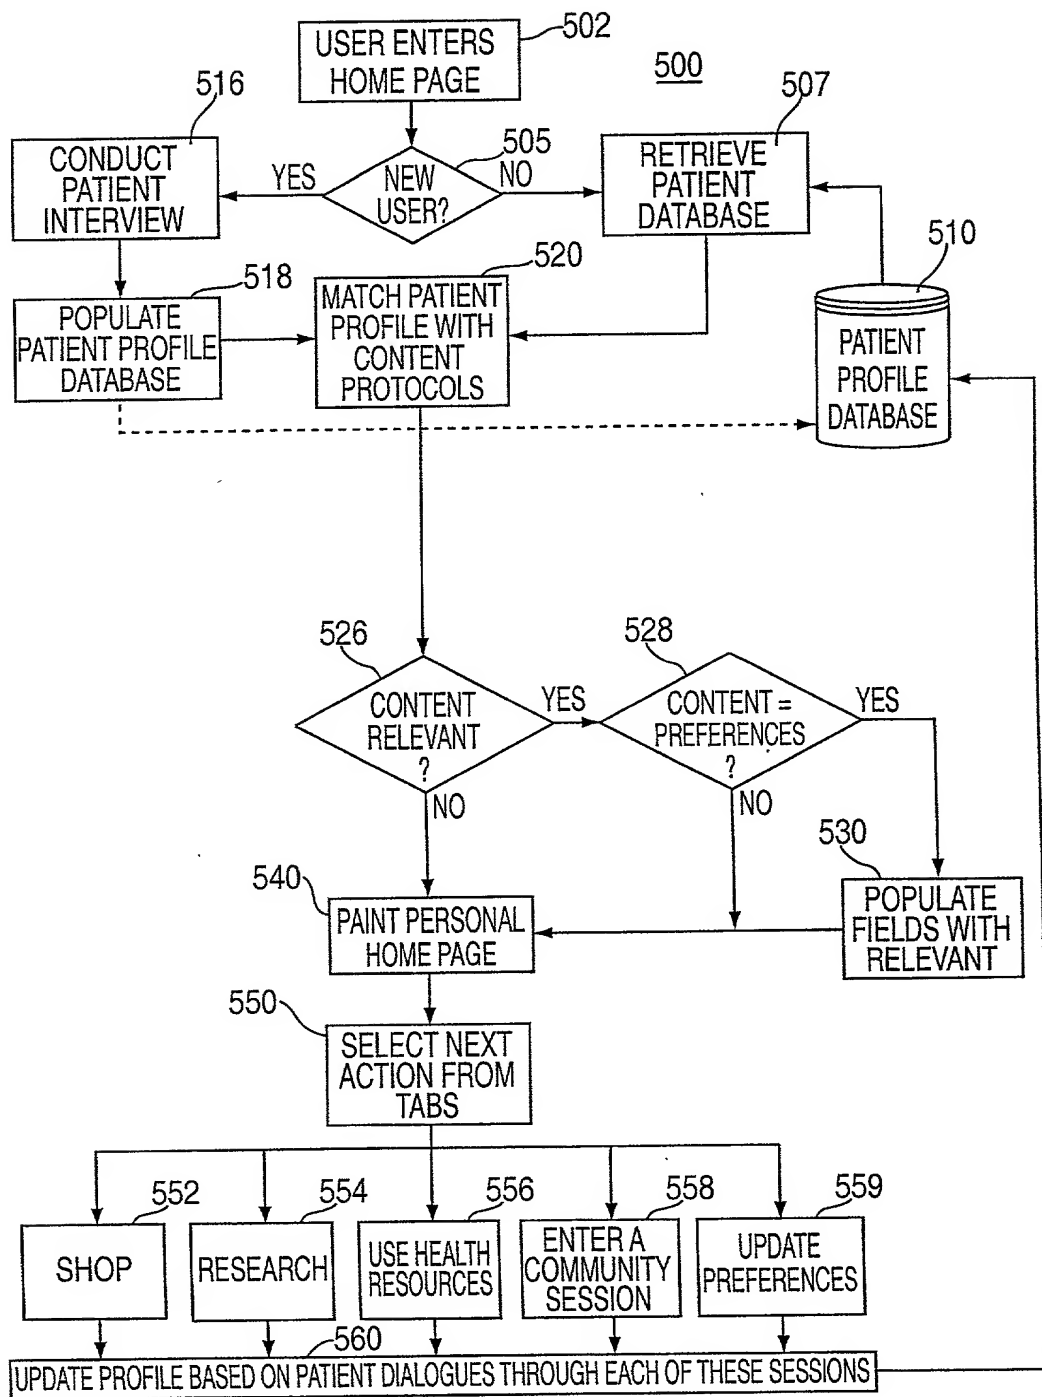 502
USER ENTERS
HOME PAGE
500
516
507
505
CONDUCT
PATIENT
INTERVIEW
YES
NEW
USER?
NO
RETRIEVE
PATIENT
DATABASE
510
518
520
POPULATE
PATIENT PROFILE
DATABASE
MATCH PATIENT
PROFILE WITH
CONTENT
PROTOCOLS
PATIENT
PROFILE
DATABASE
526
528
CONTENT
RELEVANT
?
YES
CONTENT =
PREFERENCES
?
YES
NO
NO
530
540
PAINT PERSONAL
HOME PAGE
POPULATE
FIELDS WITH
RELEVANT
550
SELECT NEXT
ACTION FROM
TABS
552
554
556
558
559
SHOP
RESEARCH
USE HEALTH
RESOURCES
ENTER A
COMMUNITY
SESSION
UPDATE
PREFERENCES
560
UPDATE PROFILE BASED ON PATIENT DIALOGUES THROUGH EACH OF THESE SESSIONS